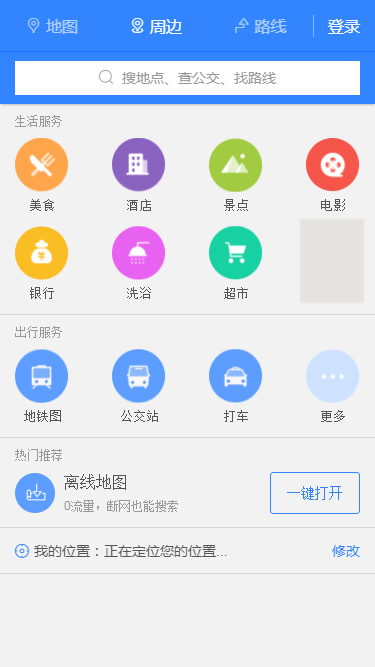 地图 周边 路线 登录
搜地点、查公交、找路线
生活服务
美食 酒店 景点 电影
银行 洗浴 超市
出行服务
地铁图 公交站 打车 更多
热门推荐
离线地图
0流量，断网也能搜索
一键打开
我的位置：正在定位您的位置... 修改